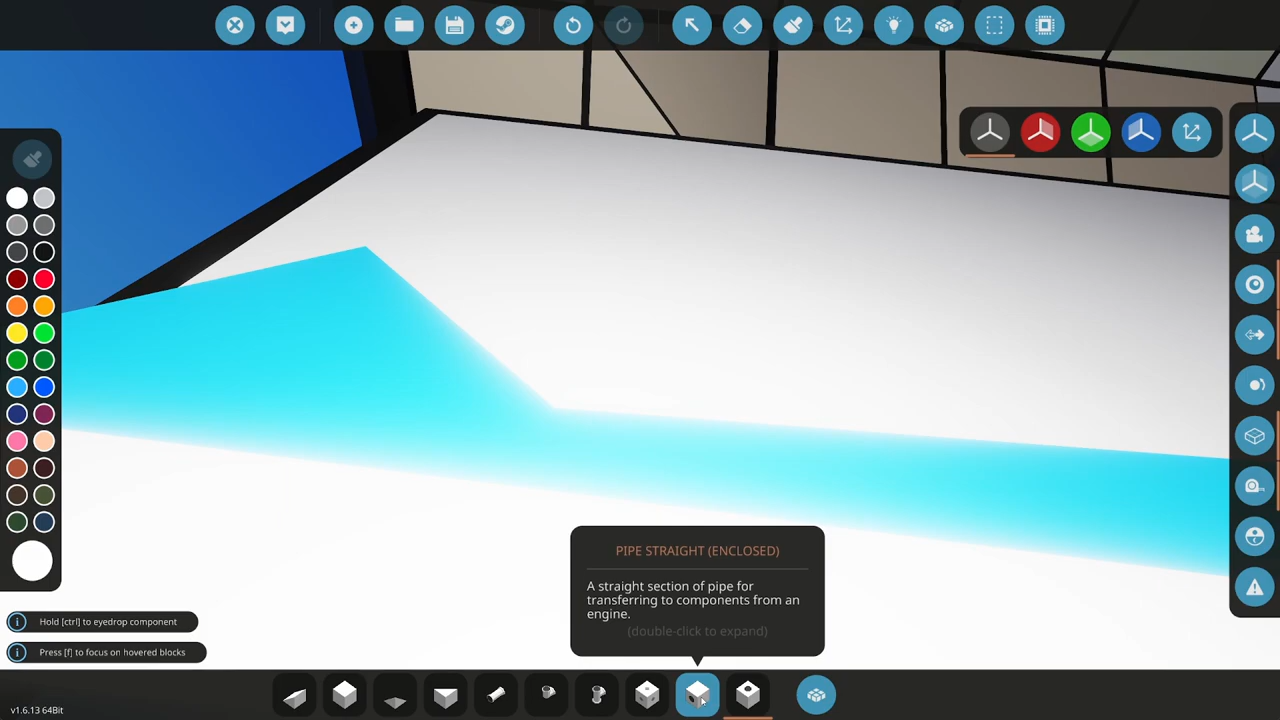 PIPE STRAIGHT (ENCLOSED)
A straight section of pipe for
transferring to components from an
engine.
(double-click to expand)
Hold [ctrl] to eyedrop component
Press [f] to focus on hovered blocks
v1.6.13 64Bit